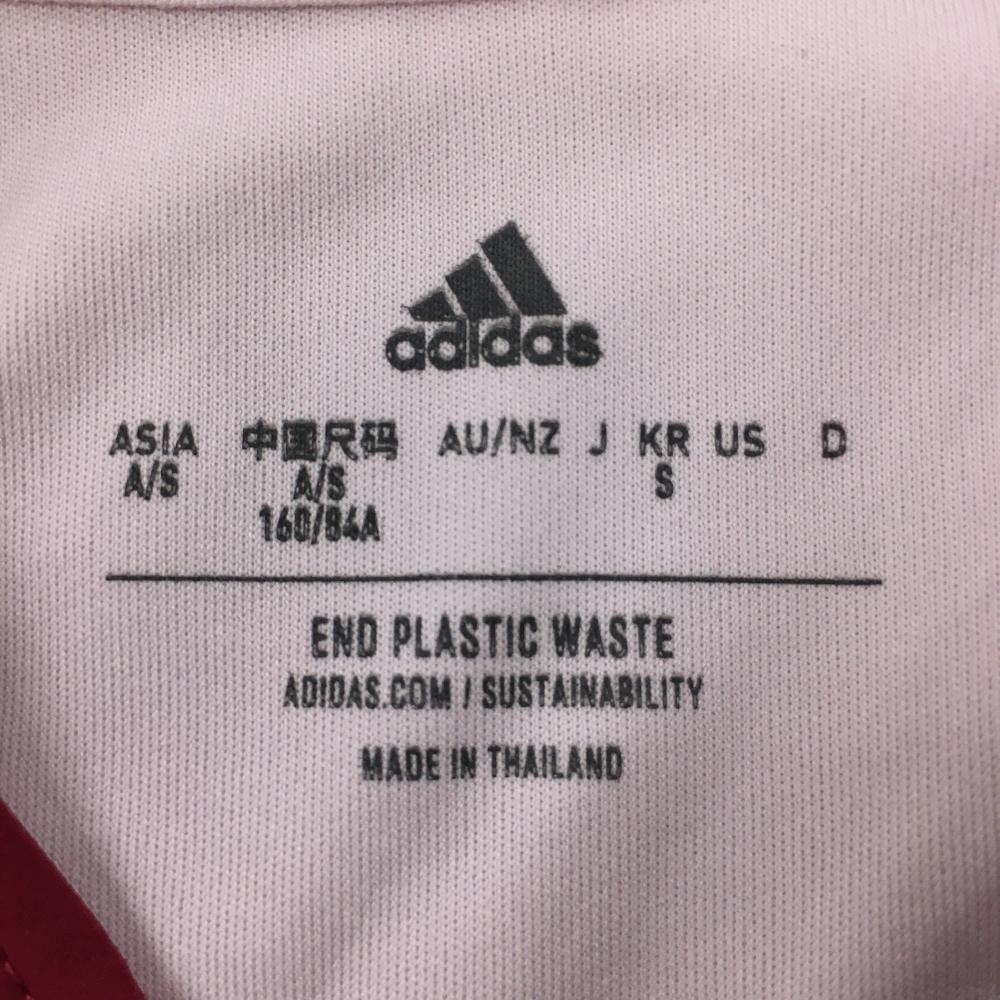 adidas
ASIA 中国尺码 AU/NZ J KR US D
A/S A/S S
160/84A
END PLASTIC WASTE
ADIDAS.COM / SUSTAINABILITY
MADE IN THAILAND